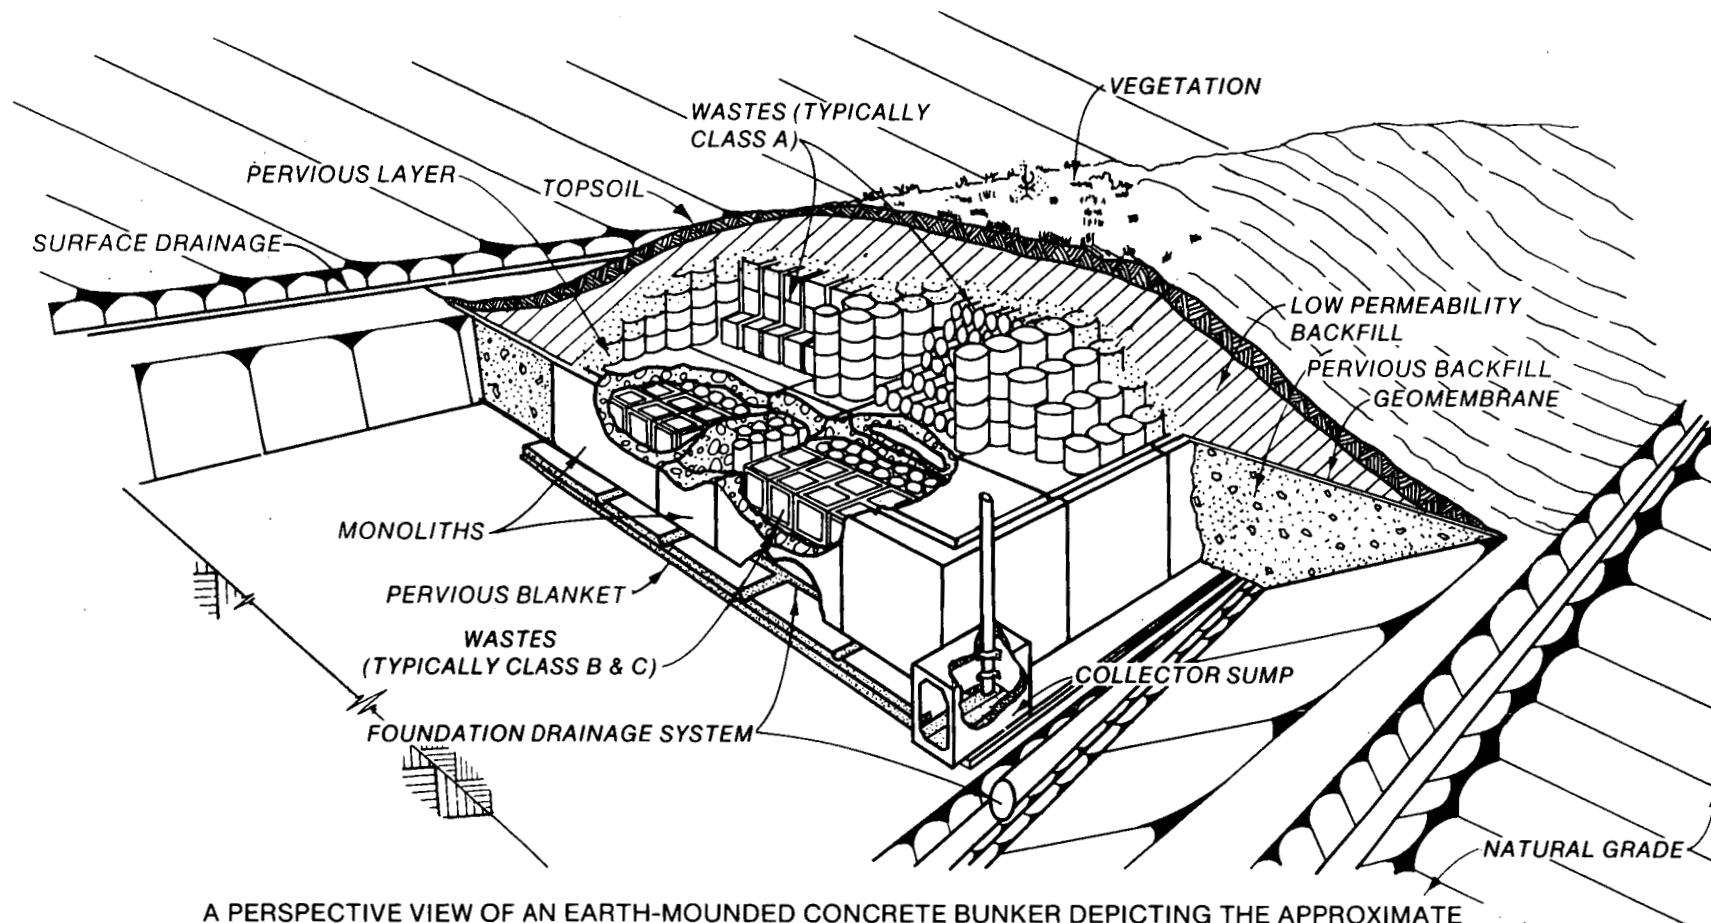 VEGETATION
WASTES (TYPICALLY
CLASS A)
PERVIOUS LAYER
TOPSOIL
SURFACE DRAINAGE
LOW PERMEABILITY
BACKFILL
PERVIOUS BACKFILL
GEOMEMBRANE
MONOLITHS
PERVIOUS BLANKET
WASTES
(TYPICALLY CLASS B & C)
COLLECTOR SUMP
FOUNDATION DRAINAGE SYSTEM
NATURAL GRADE
A PERSPECTIVE VIEW OF AN EARTH-MOUNDED CONCRETE BUNKER DEPICTING THE APPROXIMATE